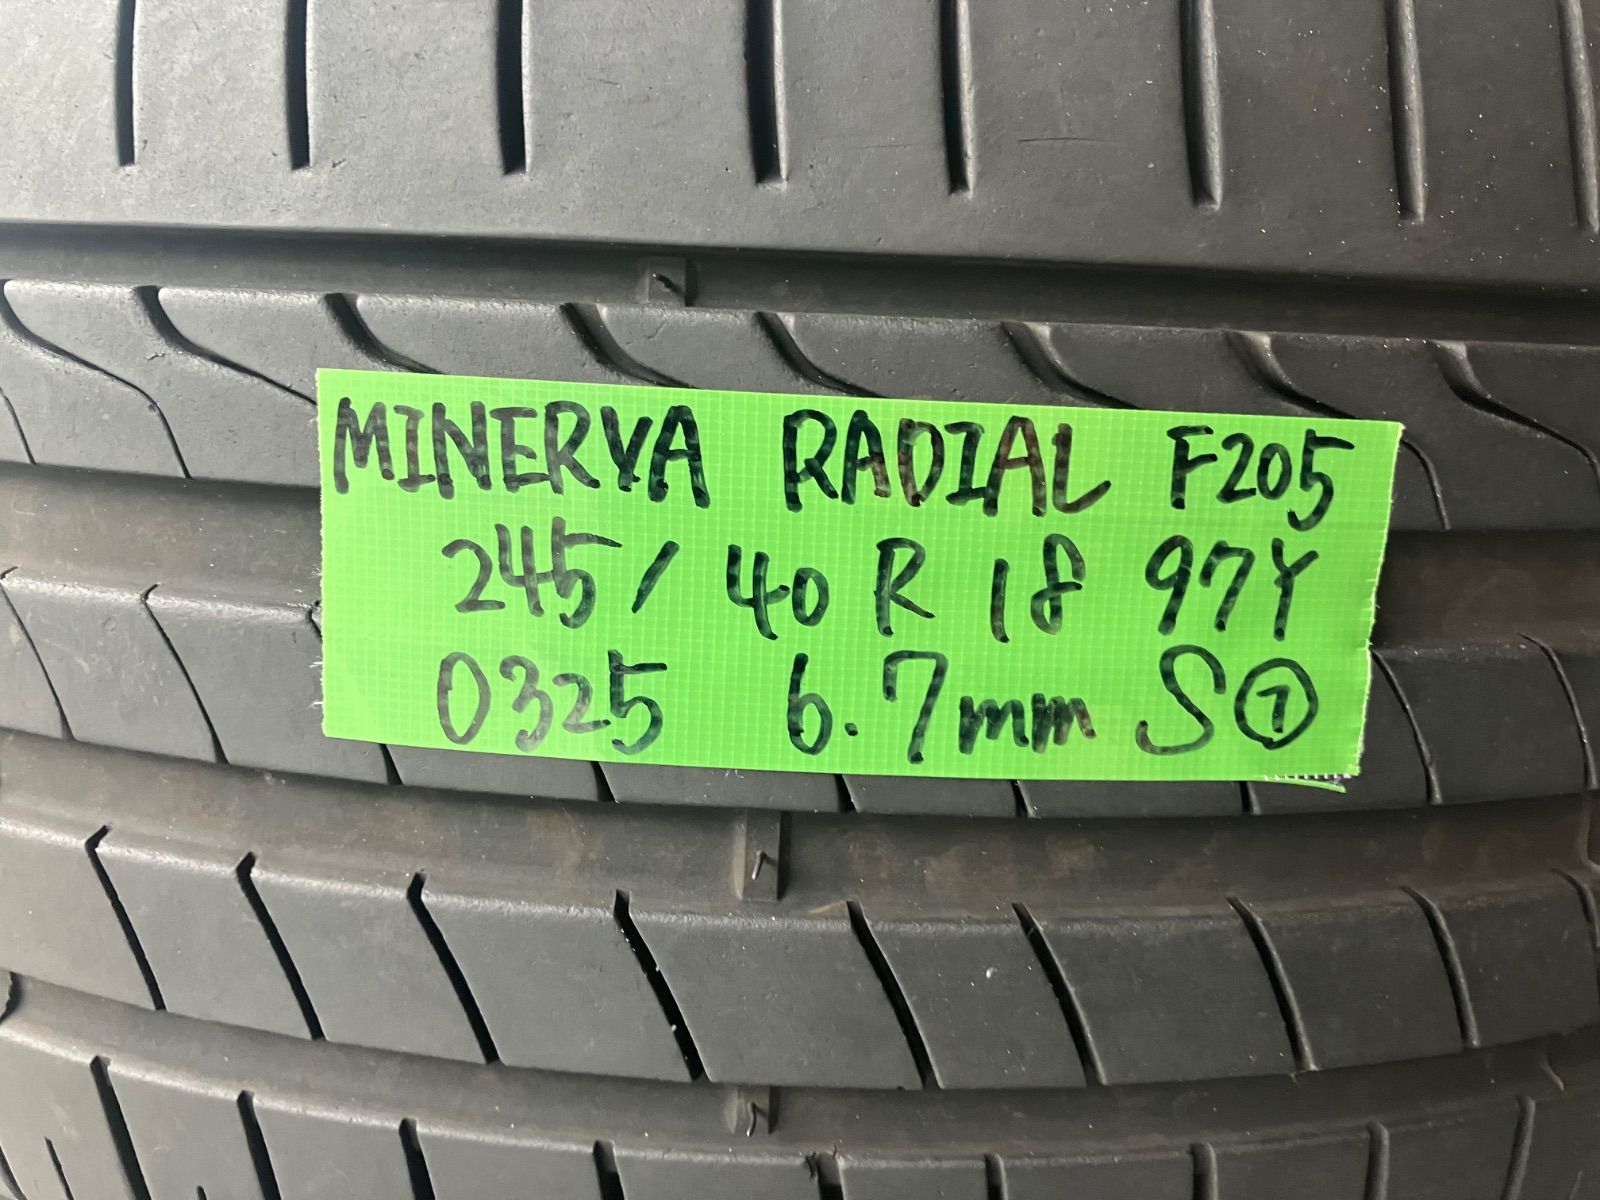 MINERVA RADIAL F205
245/40 R 18 97Y
0325 6.7mm S⑦